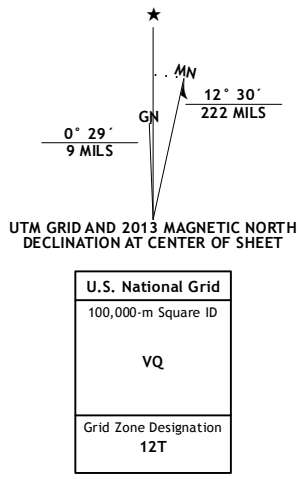 MN
GN
12° 30´
222 MILS
0° 29´
9 MILS
UTM GRID AND 2013 MAGNETIC NORTH
DECLINATION AT CENTER OF SHEET
U.S. National Grid
100,000-m Square ID
VQ
Grid Zone Designation
12T